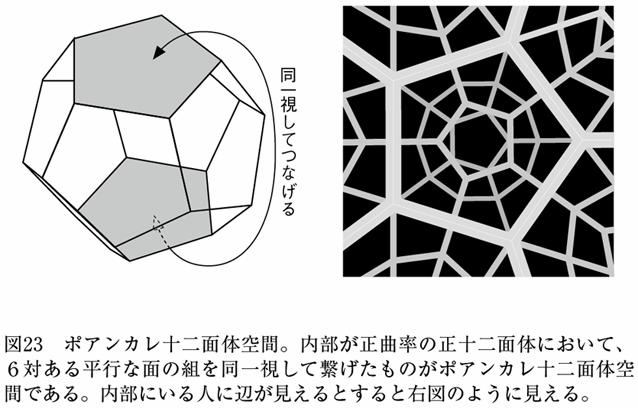 同一視してつなげる
図23　ポアンカレ十二面体空間。内部が正曲率の正十二面体において、
６対ある平行な面の組を同一視して繋げたものがポアンカレ十二面体空
間である。内部にいる人に辺が見えるとすると右図のように見える。